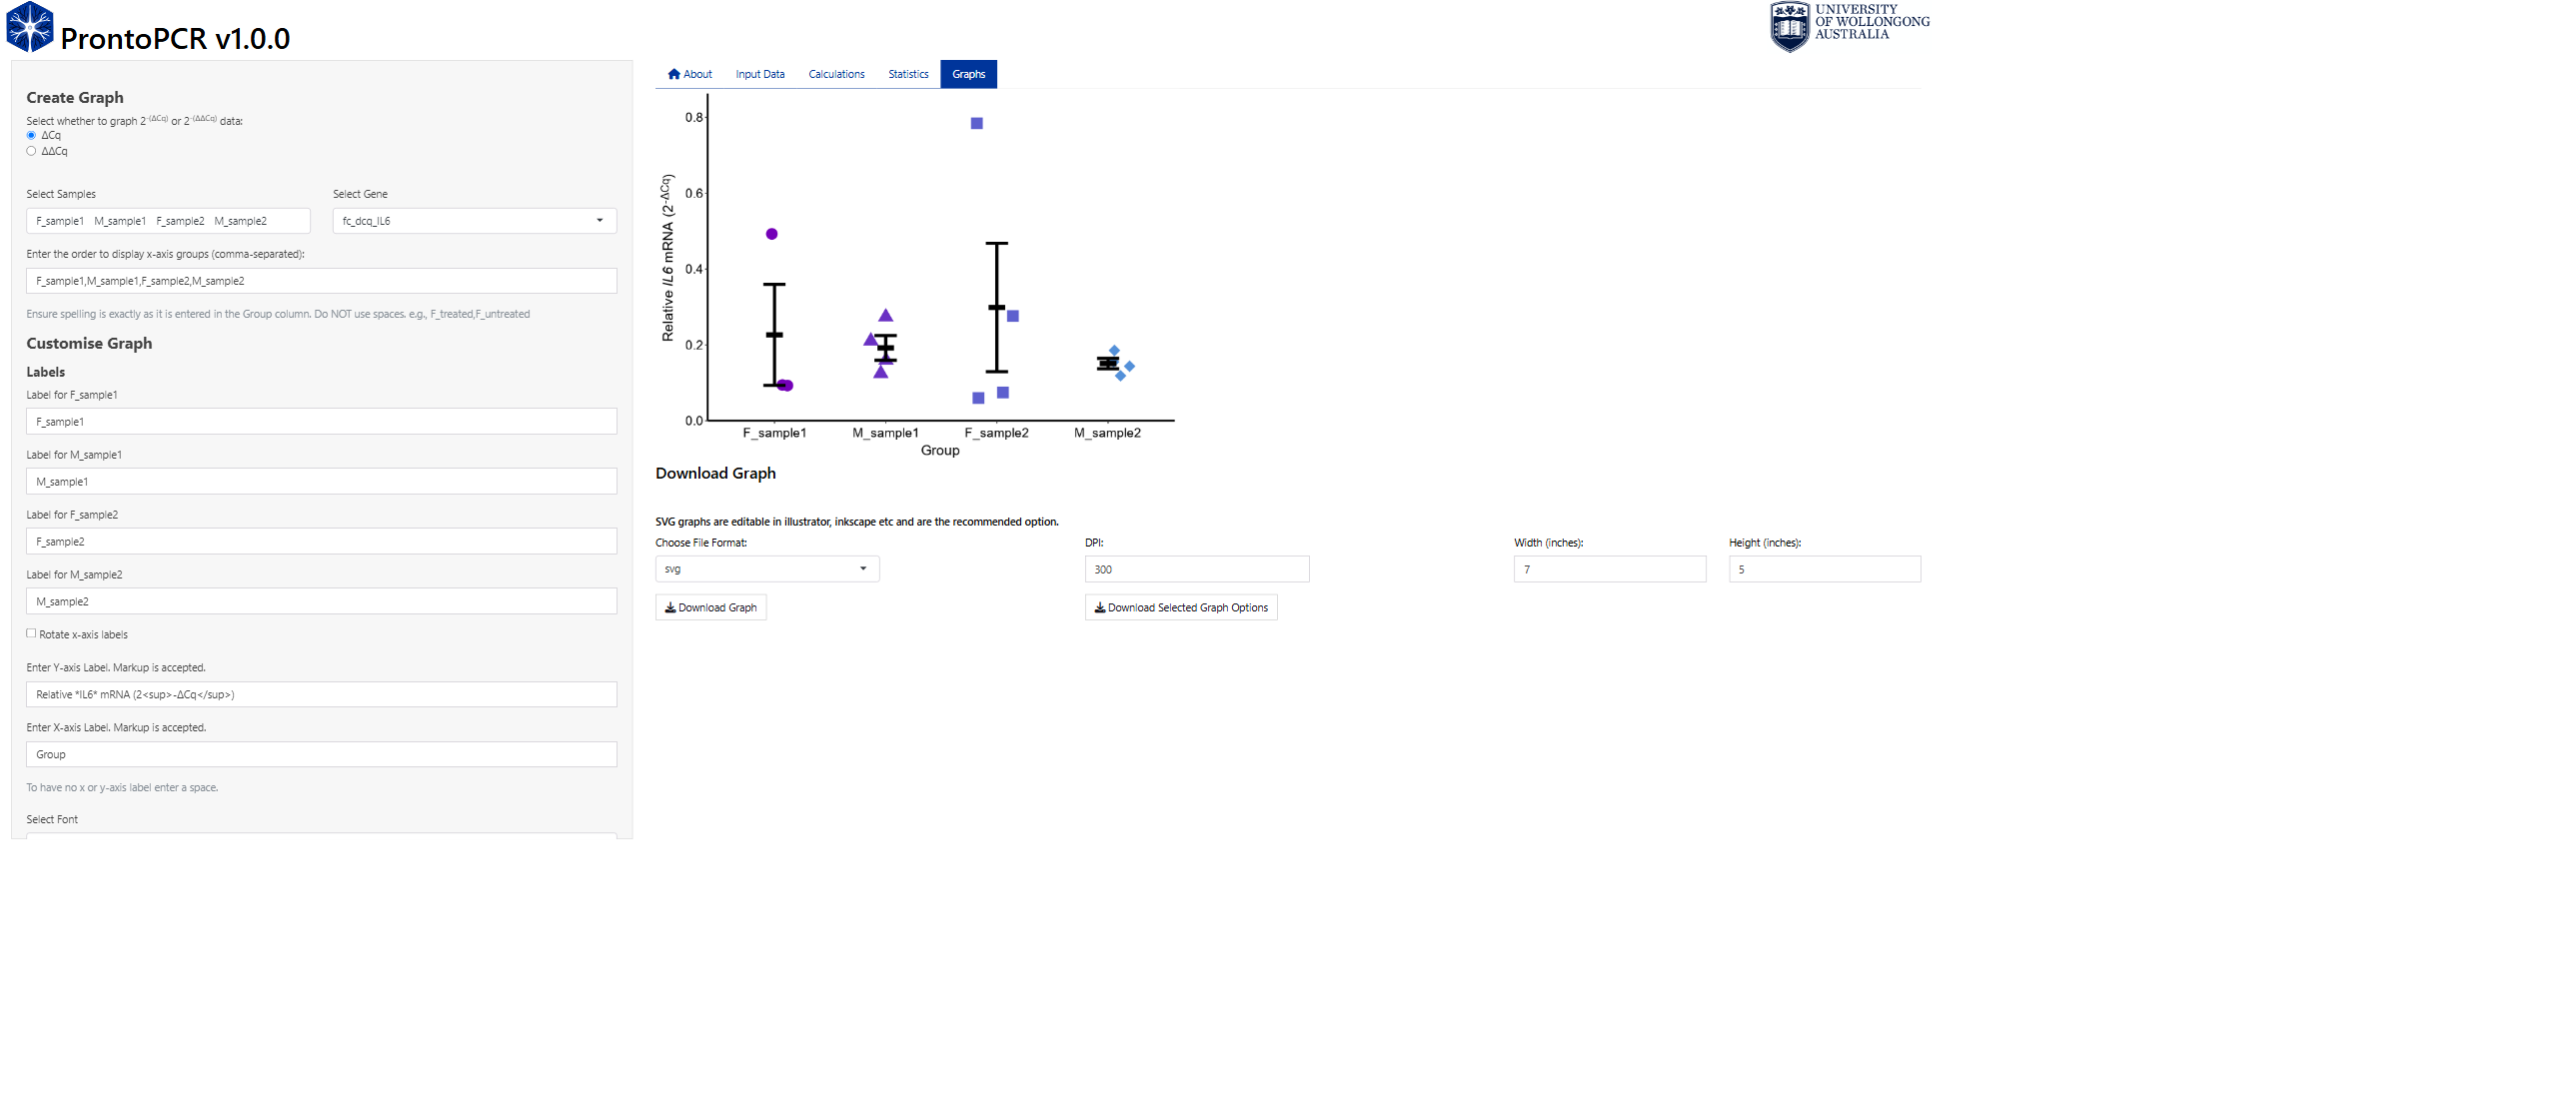 ProntoPCR v1.0.0
UNIVERSITY
OF WOLLONGONG
AUSTRALIA
Create Graph
Select whether to graph 2^-(ΔCq) or 2^-(ΔΔCq) data:
ΔCq
ΔΔCq
Select Samples
F_sample1 M_sample1 F_sample2 M_sample2
Select Gene
fc_dcq_IL6
Enter the order to display x-axis groups (comma-separated):
F_sample1,M_sample1,F_sample2,M_sample2
Ensure spelling is exactly as it is entered in the Group column. Do NOT use spaces. e.g., F_treated,F_untreated
Customise Graph
Labels
Label for F_sample1
F_sample1
Label for M_sample1
M_sample1
Label for F_sample2
F_sample2
Label for M_sample2
M_sample2
Rotate x-axis labels
Enter Y-axis Label. Markup is accepted.
Relative *IL6* mRNA (2<sup>-ΔCq</sup>)
Enter X-axis Label. Markup is accepted.
Group
To have no x or y-axis label enter a space.
Select Font
About Input Data Calculations Statistics Graphs
Relative IL6 mRNA (2^-ΔCq)
0.8
0.6
0.4
0.2
0.0
F_sample1 M_sample1 F_sample2 M_sample2
Group
Download Graph
SVG graphs are editable in illustrator, inkscape etc and are the recommended option.
Choose File Format:
svg
DPI:
300
Width (inches):
7
Height (inches):
5
Download Graph
Download Selected Graph Options